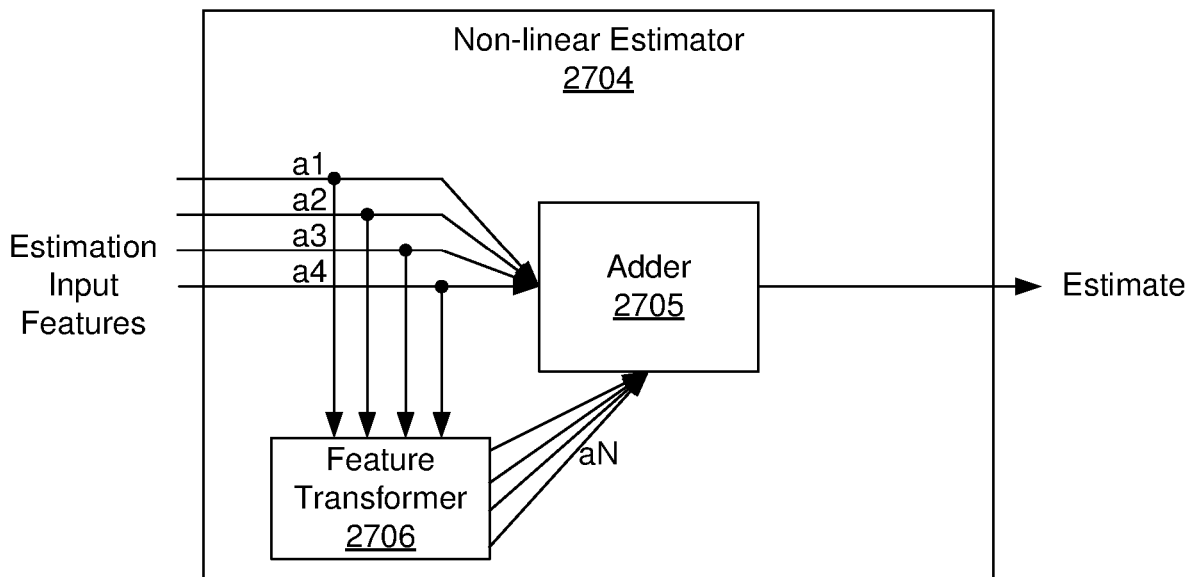 Non-linear Estimator
2704
a1
a2
a3
a4
Estimation
Input
Features
Adder
2705
Estimate
aN
Feature
Transformer
2706